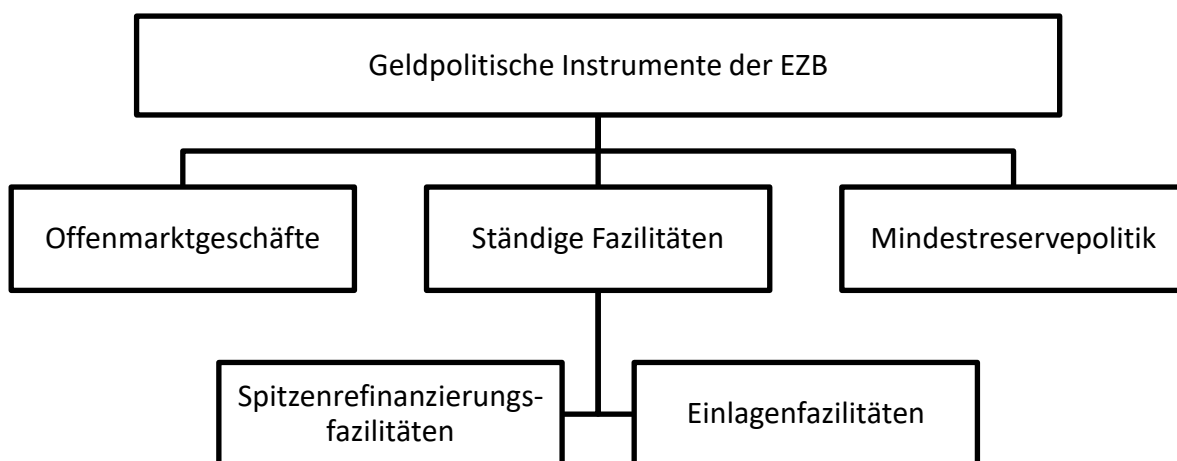 Geldpolitische Instrumente der EZB
Offenmarktgeschäfte
Ständige Fazilitäten
Mindestreservepolitik
Spitzenrefinanzierungs-
fazilitäten
Einlagenfazilitäten